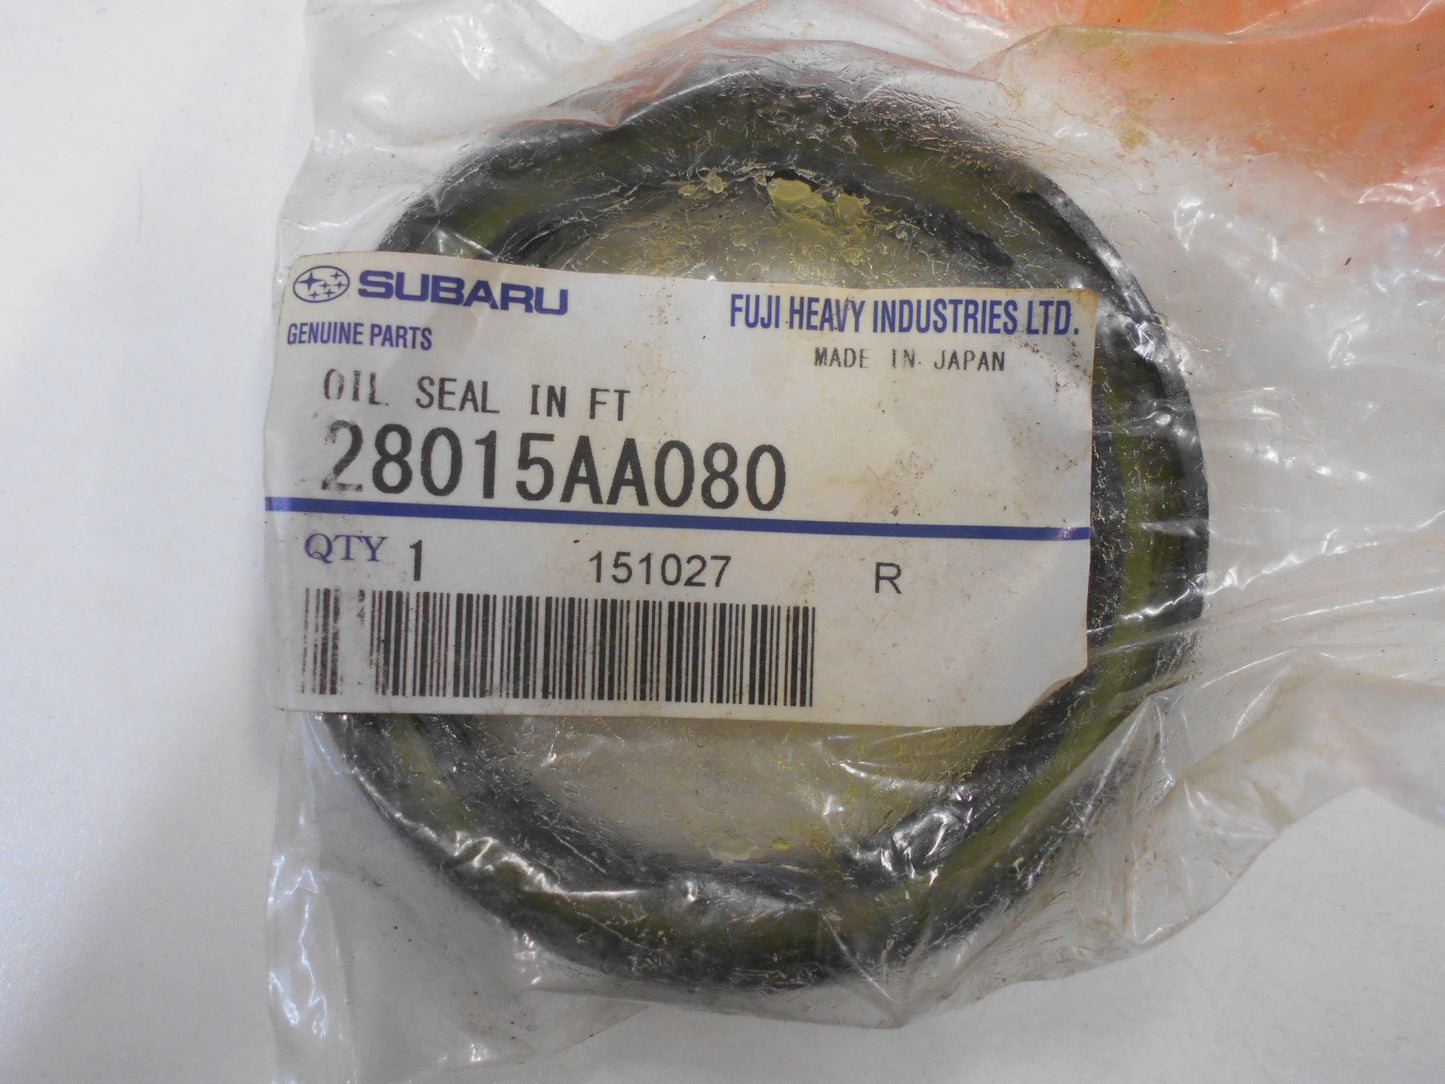 SUBARU
FUJI HEAVY INDUSTRIES LTD.
GENUINE PARTS
MADE IN JAPAN
OIL SEAL IN FT
28015AA080
QTY 1 151027 R